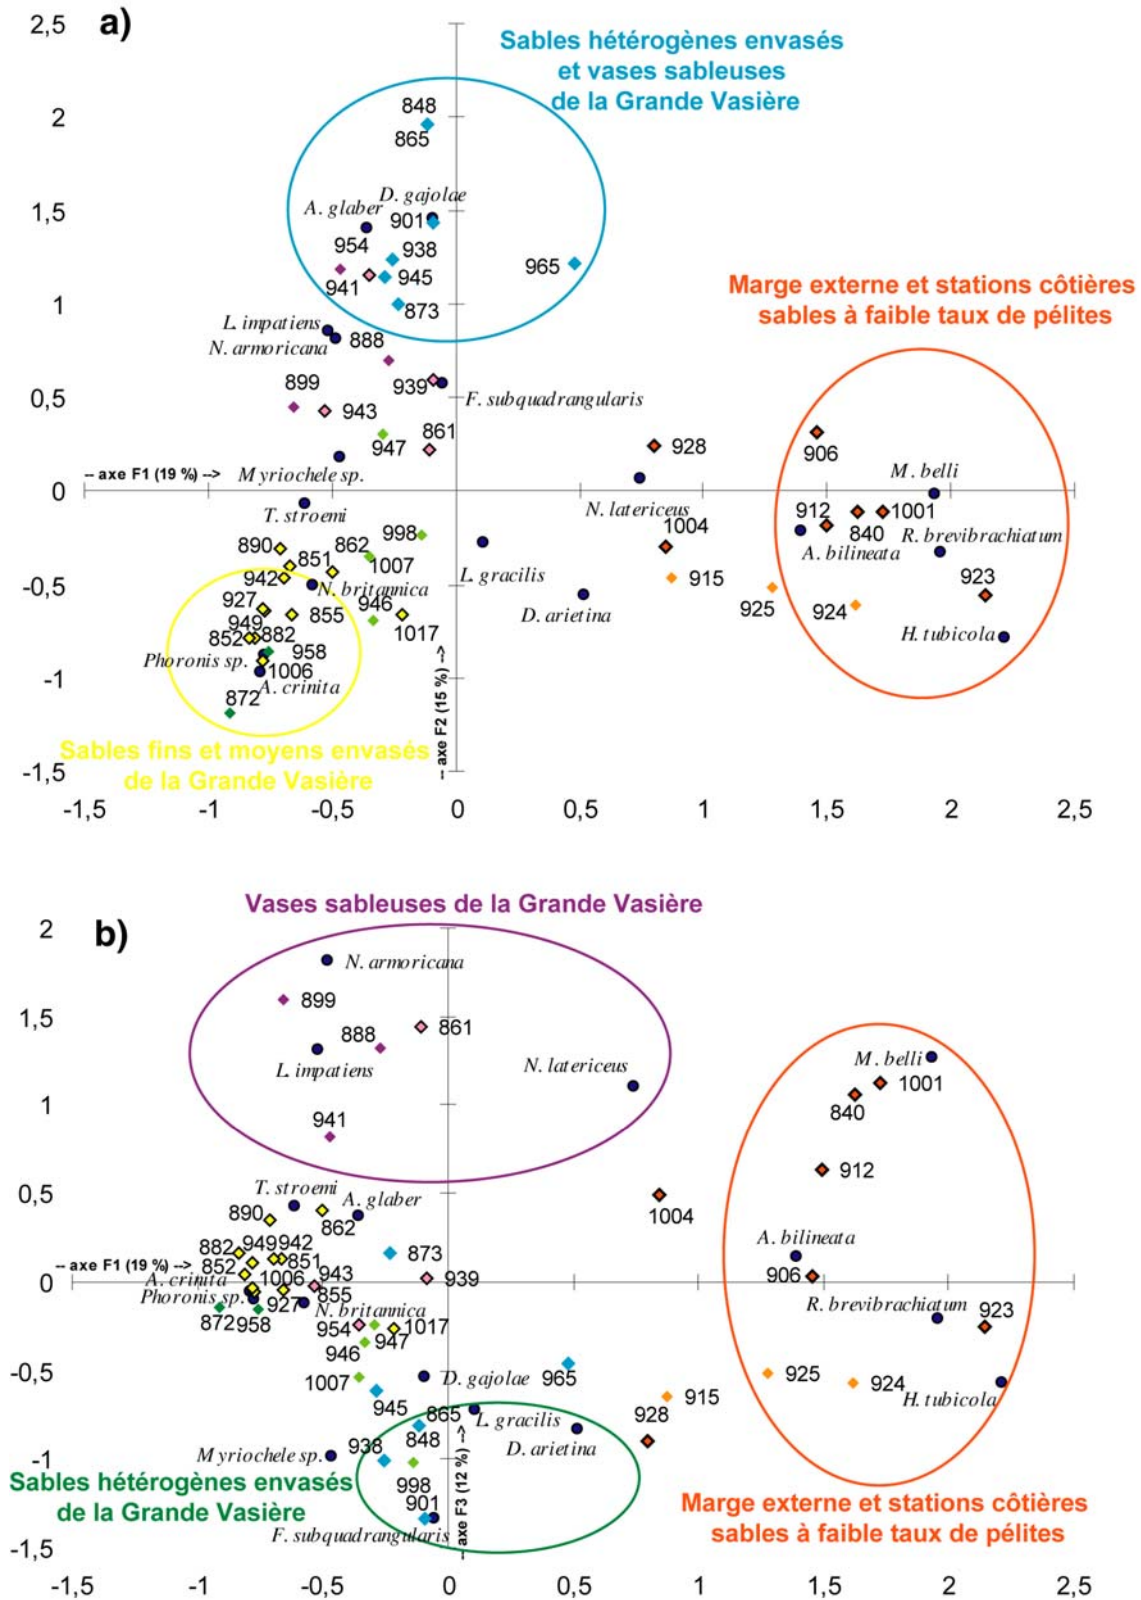 a)
2,5
Sables hétérogènes envasés
et vases sableuses
de la Grande Vasière
848
2
865
D. gajolae
A. glaber
1,5
901
954
938
965
945
941
Marge externe et stations côtières
sables à faible taux de pélites
1
873
L. impatiens
N. armoricana
888
899
939
0,5
F. subquadrangularis
943
861
928
947
906
-- axe F1 (19 %) -->
Myriochele sp.
M. belli
0
T. stroemi
N. latericeus
912
1001
998
1004
840
R. brevibrachiatum
890
862
851
A. bilineata
1007
942
L. gracilis
915
923
-0,5
N. britannica
927
946
925
924
949
855
D. arietina
1017
852
882
H. tubicola
Phoronis sp.
958
1006
-1
A. crinita
872
-- axe F2 (15 %) -->
Sables fins et moyens envasés
de la Grande Vasière
-1,5
-1,5
-1
-0,5
0
0,5
1
1,5
2
2,5
Vases sableuses de la Grande Vasière
b)
2
N. armoricana
899
1,5
861
888
M. belli
L. impatiens
N. latericeus
1001
840
1
941
912
T. stroemi
A. glaber
0,5
890
862
1004
A. bilineata
882
949
942
873
-- axe F1 (19 %) -->
852
851
943
906
A. crinita
1006
939
0
Phoronis sp.
855
R. brevibrachiatum
927
N. britannica
923
872
958
954
1017
947
946
965
925
-0,5
1007
D. gajolae
924
945
865
915
H. tubicola
L. gracilis
928
848
938
D. arietina
Myriochele sp.
-1
Sables hétérogènes envasés
de la Grande Vasière
998
901
Marge externe et stations côtières
sables à faible taux de pélites
F. subquadrangularis
-- axe F3 (12 %) -->
-1,5
-1,5
-1
-0,5
0
0,5
1
1,5
2
2,5